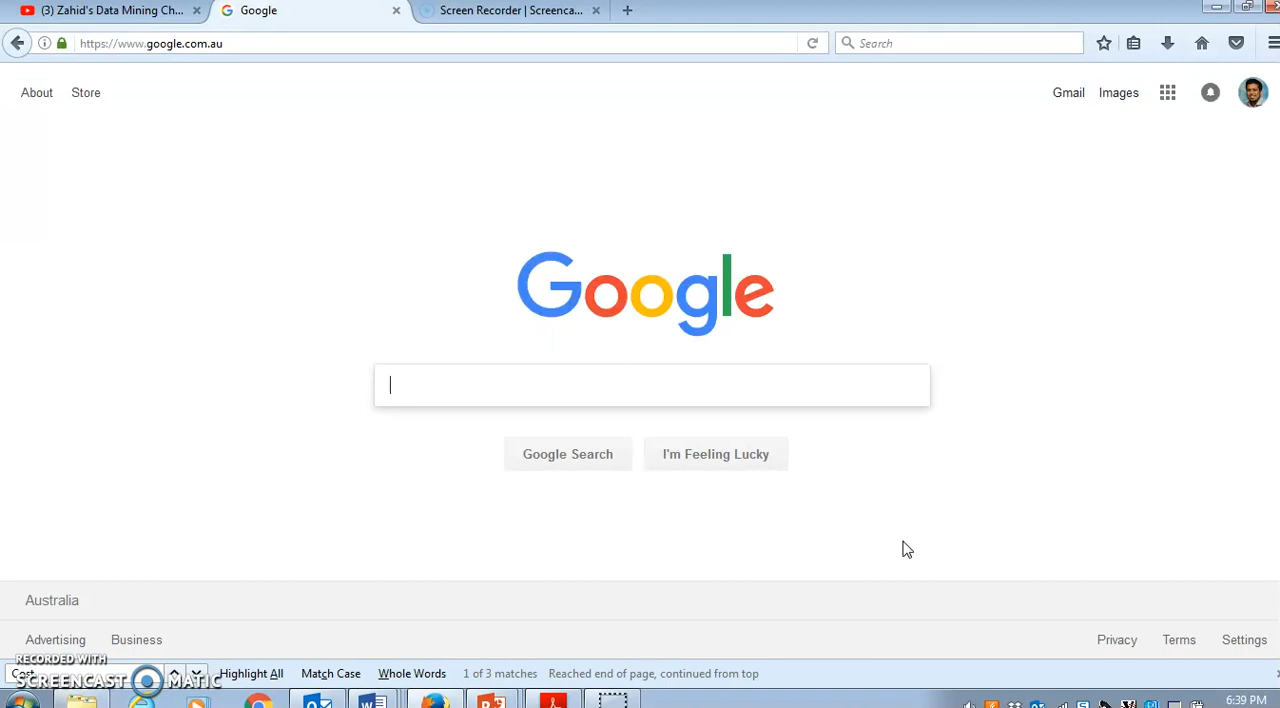 (3) Zahid's Data Mining Ch...
Google
Screen Recorder | Screenca...
https://www.google.com.au
Search
About Store
Gmail Images
Google
Google Search
I'm Feeling Lucky
Australia
Advertising Business
Privacy Terms Settings
RECORDED WITH
SCREENCAST MATIC
Highlight All Match Case Whole Words 1 of 3 matches Reached end of page, continued from top
6:39 PM